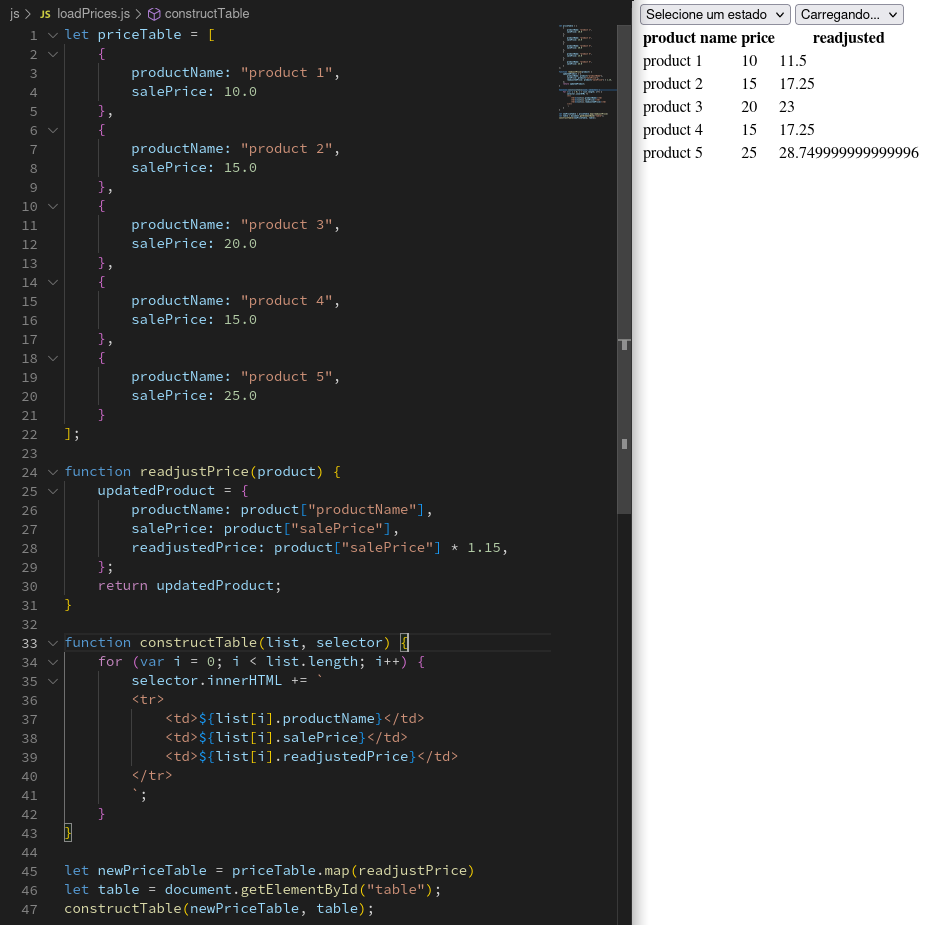 js > JS loadPrices.js > constructTable
1 let priceTable = [
2 {
3 productName: "product 1",
4 salePrice: 10.0
5 },
6 {
7 productName: "product 2",
8 salePrice: 15.0
9 },
10 {
11 productName: "product 3",
12 salePrice: 20.0
13 },
14 {
15 productName: "product 4",
16 salePrice: 15.0
17 },
18 {
19 productName: "product 5",
20 salePrice: 25.0
21 }
22 ];
23
24 function readjustPrice(product) {
25 updatedProduct = {
26 productName: product["productName"],
27 salePrice: product["salePrice"],
28 readjustedPrice: product["salePrice"] * 1.15,
29 };
30 return updatedProduct;
31 }
32
33 function constructTable(list, selector) {
34 for (var i = 0; i < list.length; i++) {
35 selector.innerHTML += `
36 <tr>
37 <td>${list[i].productName}</td>
38 <td>${list[i].salePrice}</td>
39 <td>${list[i].readjustedPrice}</td>
40 </tr>
41 `;
42 }
43 }
44
45 let newPriceTable = priceTable.map(readjustPrice)
46 let table = document.getElementById("table");
47 constructTable(newPriceTable, table);
Selecione um estado Carregando...
product name price readjusted
product 1 10 11.5
product 2 15 17.25
product 3 20 23
product 4 15 17.25
product 5 25 28.749999999999996